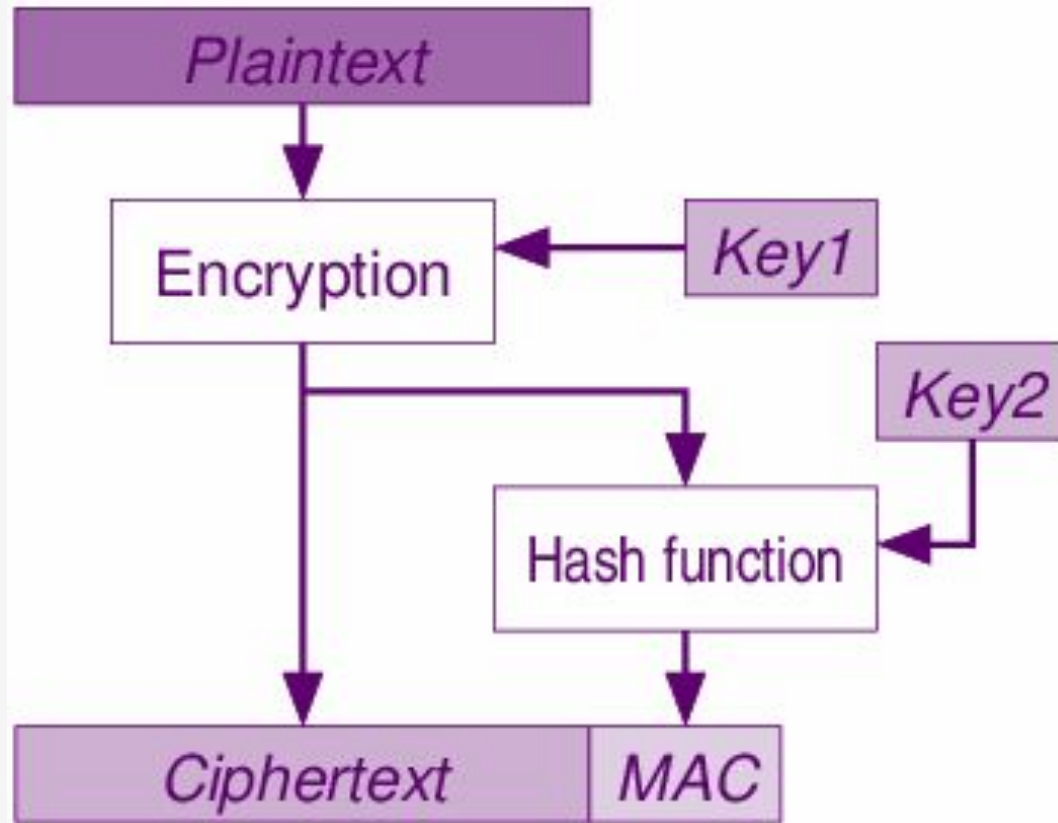 Plaintext
Encryption
Key1
Key2
Hash function
Ciphertext
MAC